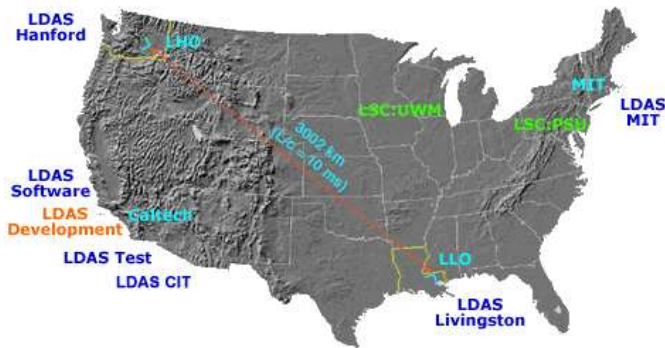 LDAS
Hanford
LHO
MIT
LDAS
MIT
LSC:UWM
LSC:PSU
3002 km
(L/c = 10 ms)
LDAS
Software
LDAS
Development
Caltech
LDAS Test
LDAS CIT
LLO
LDAS
Livingston